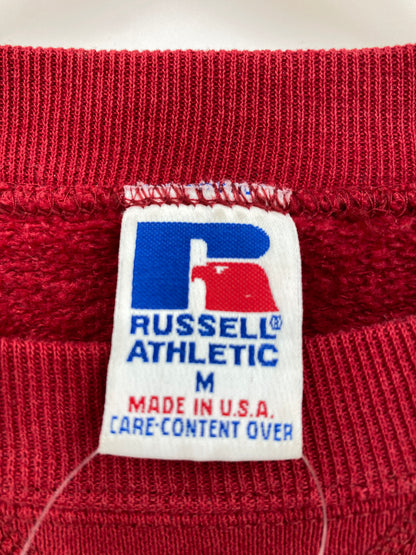 R
RUSSELL®
ATHLETIC
M
MADE IN U.S.A.
CARE-CONTENT OVER